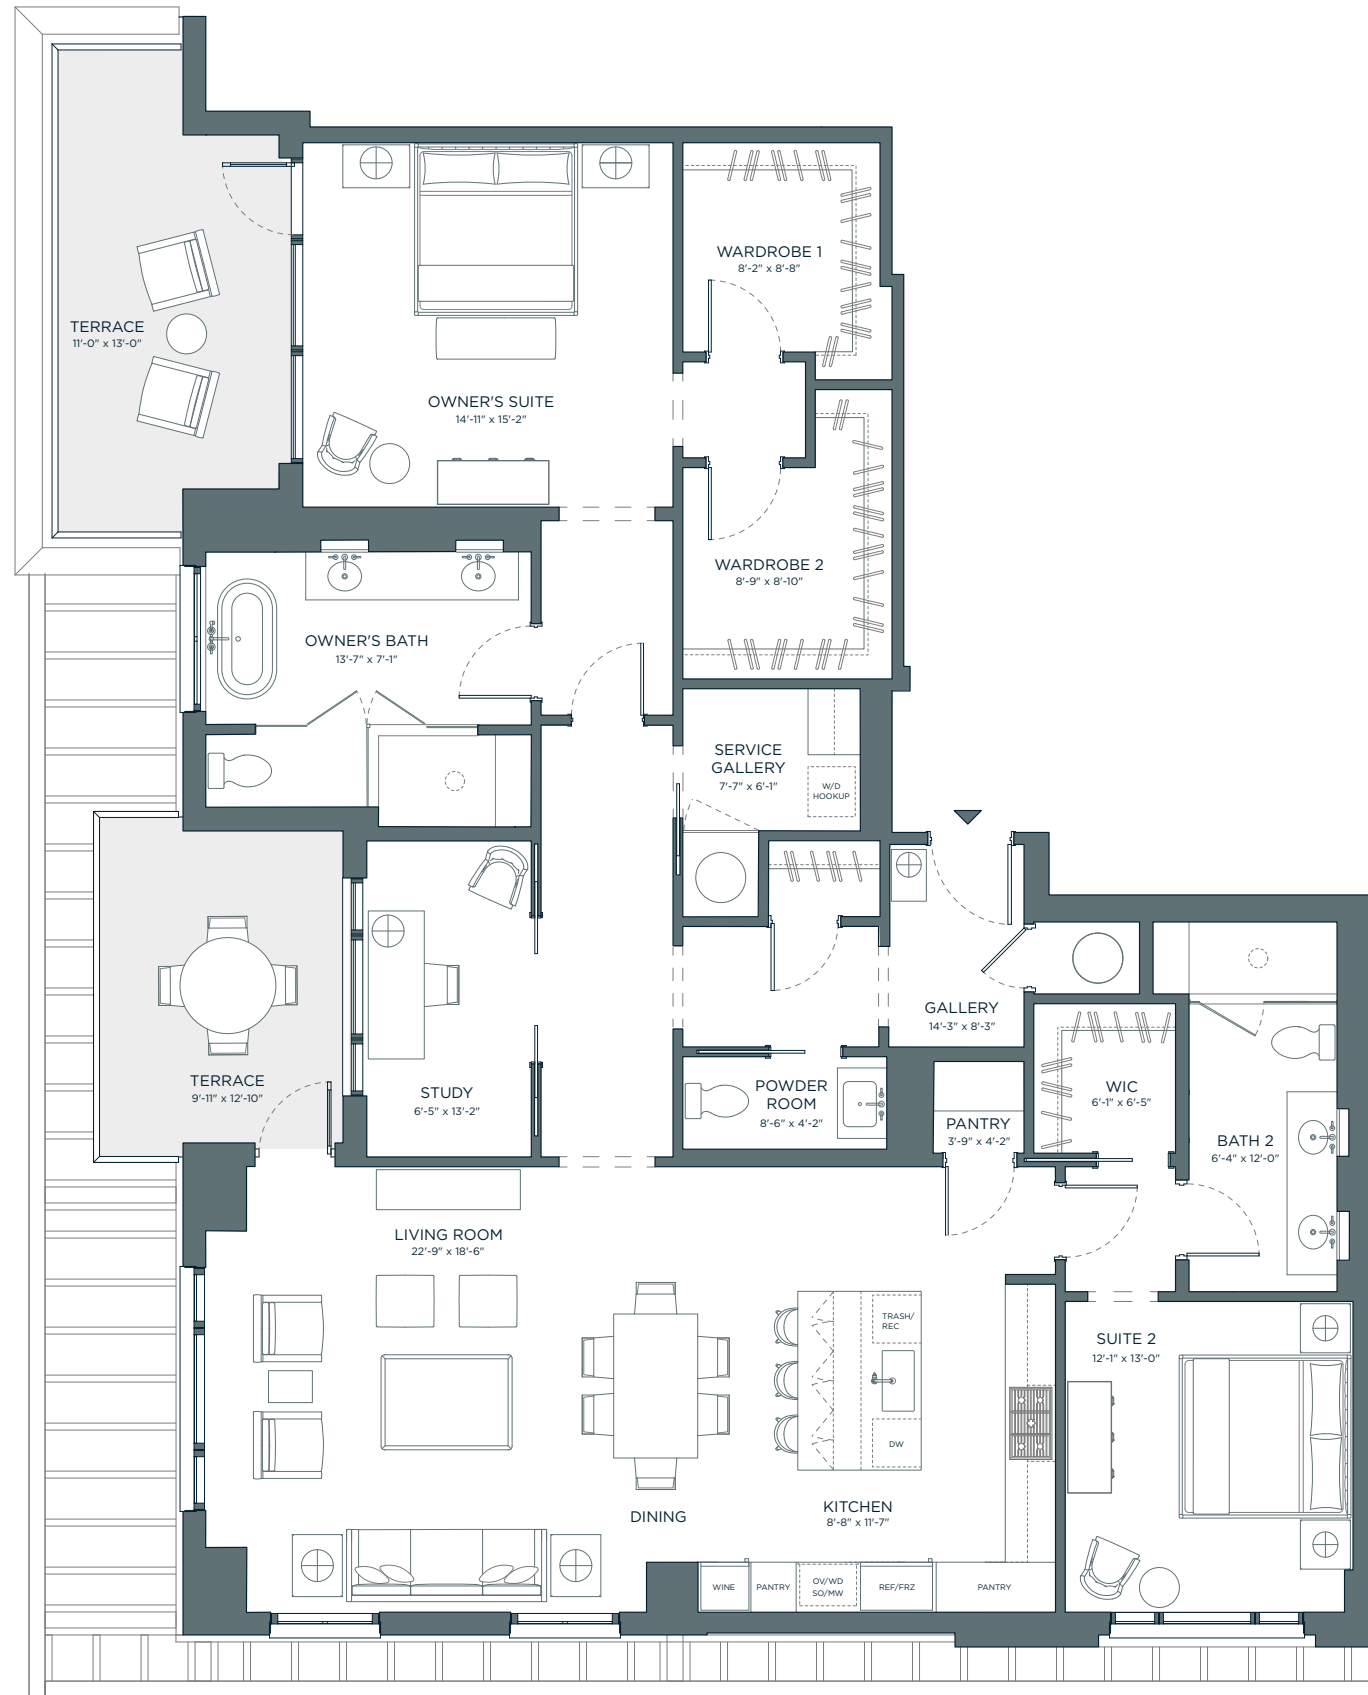 WARDROBE 1
8'-2" x 8'-8"
TERRACE
11'-0" x 13'-0"
OWNER'S SUITE
14'-11" x 15'-2"
WARDROBE 2
8'-9" x 8'-10"
OWNER'S BATH
13'-7" x 7'-1"
SERVICE
GALLERY
7'-7" x 6'-1"
W/D
HOOKUP
GALLERY
14'-3" x 8'-3"
TERRACE
9'-11" x 12'-10"
STUDY
6'-5" x 13'-2"
POWDER
ROOM
8'-6" x 4'-2"
PANTRY
3'-9" x 4'-2"
WIC
6'-1" x 6'-5"
BATH 2
6'-4" x 12'-0"
LIVING ROOM
22'-9" x 18'-6"
TRASH/
REC
SUITE 2
12'-1" x 13'-0"
DW
DINING
KITCHEN
8'-8" x 11'-7"
WINE
PANTRY
OV/WD
SO/MW
REF/FRZ
PANTRY